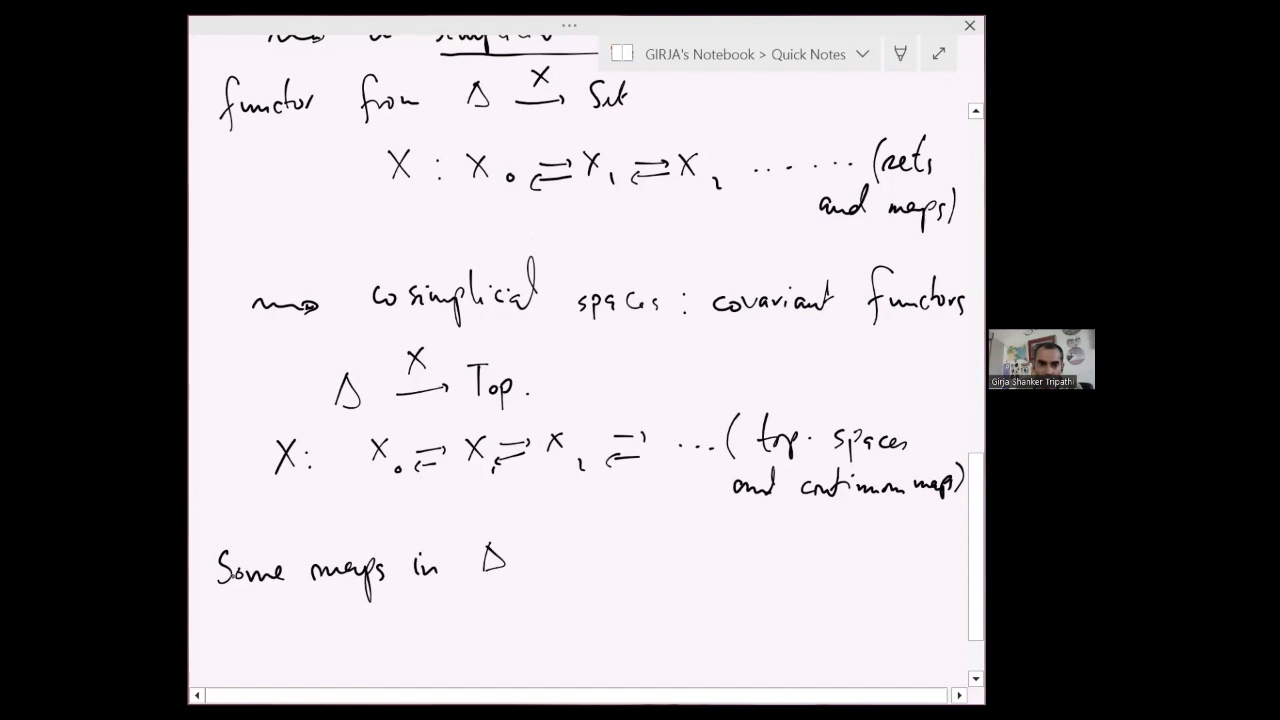 GIRJA's Notebook > Quick Notes
functor from Δ X→ Set
X : X₀ ⇄ X₁ ⇄ X₂ ...... (sets
and maps)
cosimplicial spaces : covariant functors
Δ X→ Top.
X: X₀ ⇄ X₁ ⇄ X₂ ⇄ ...( top. spaces
and continuous maps)
Girja Shanker Tripathi
Some maps in Δ